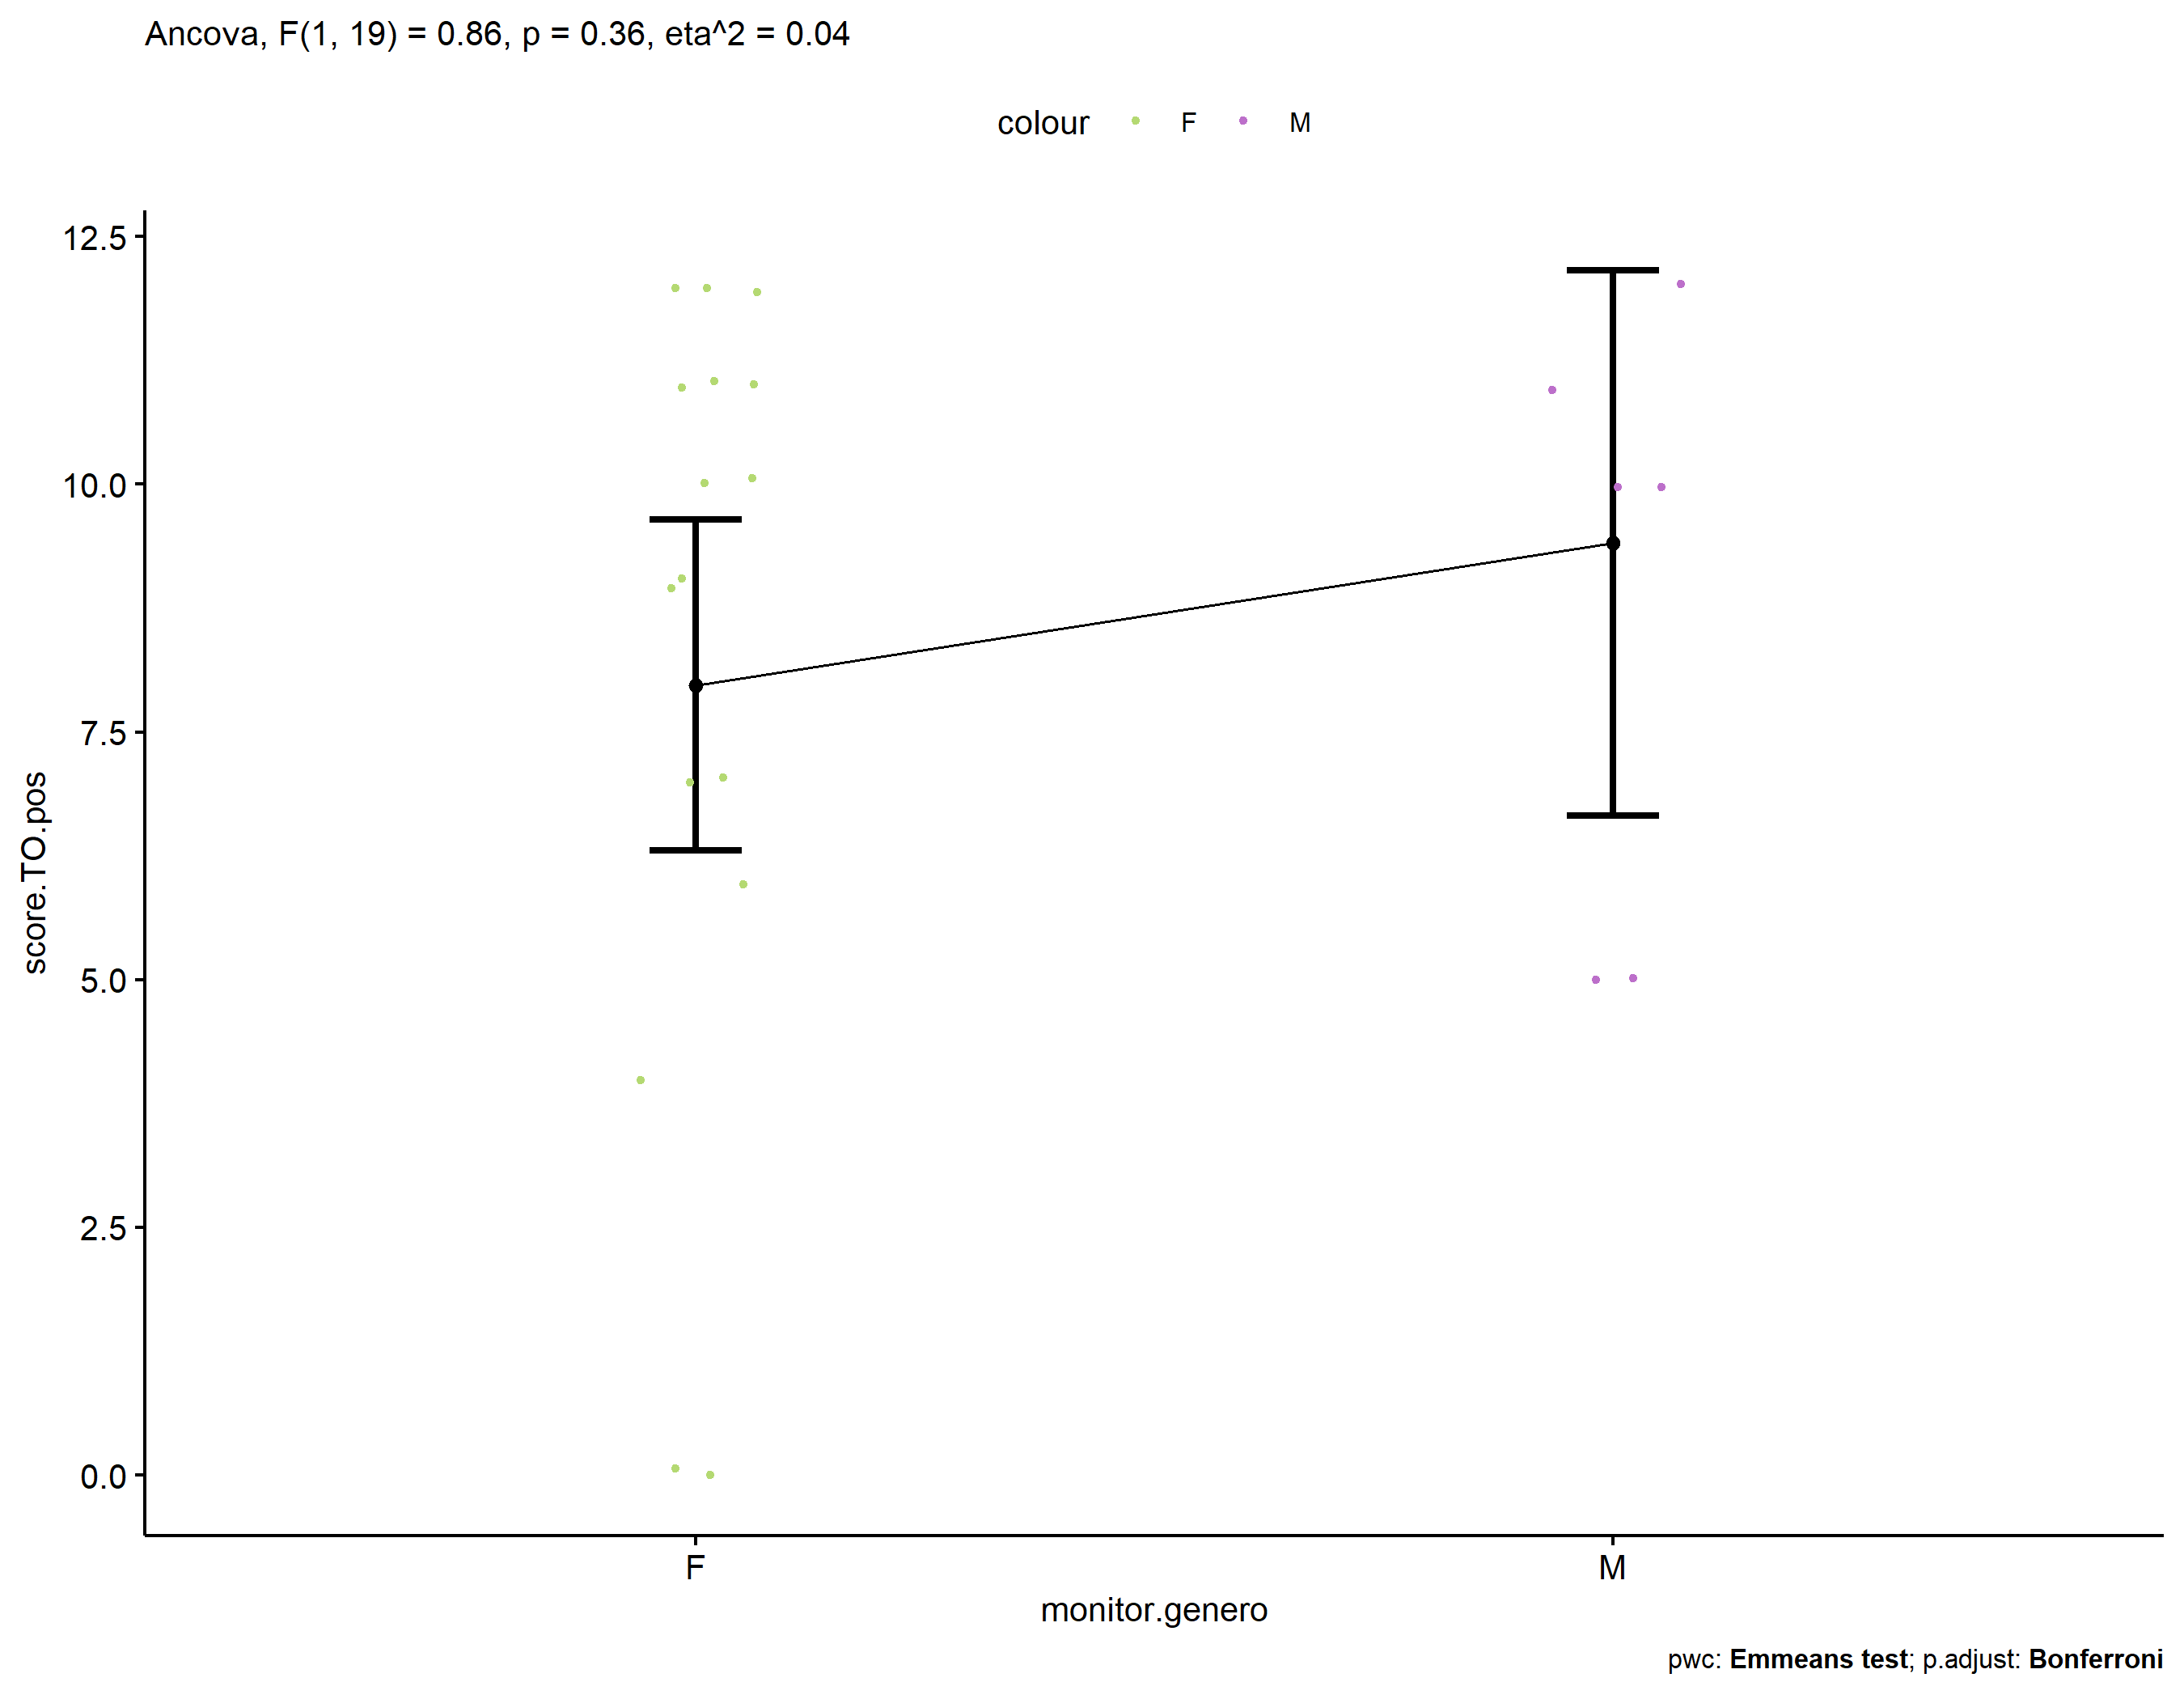 Ancova, F(1, 19) = 0.86, p = 0.36, eta^2 = 0.04
colour F M
12.5
10.0
7.5
5.0
2.5
0.0
score.TO.pos
F M
monitor.genero
pwc: Emmeans test; p.adjust: Bonferroni